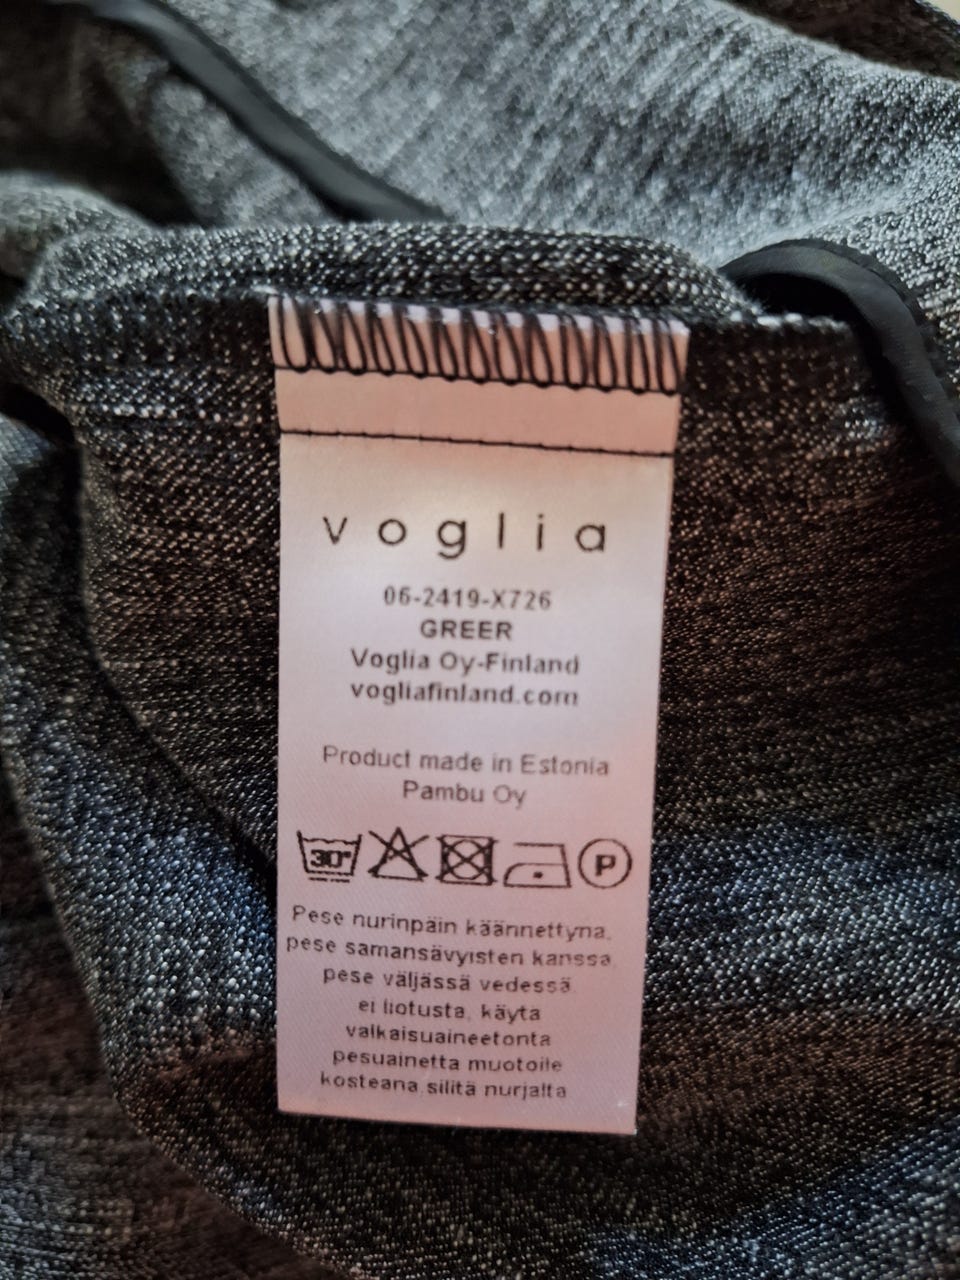 voglia
06-2419-X726
GREER
Voglia Oy-Finland
vogliafinland.com
Product made in Estonia
Pambu Oy
30° P
Pese nurinpäin käännettynä,
pese samansävyisten kanssa,
pese väljässä vedessä,
ei liotusta, käytä
valkaisuaineetonta
pesuainetta muotoile
kosteana, silitä nurjalta